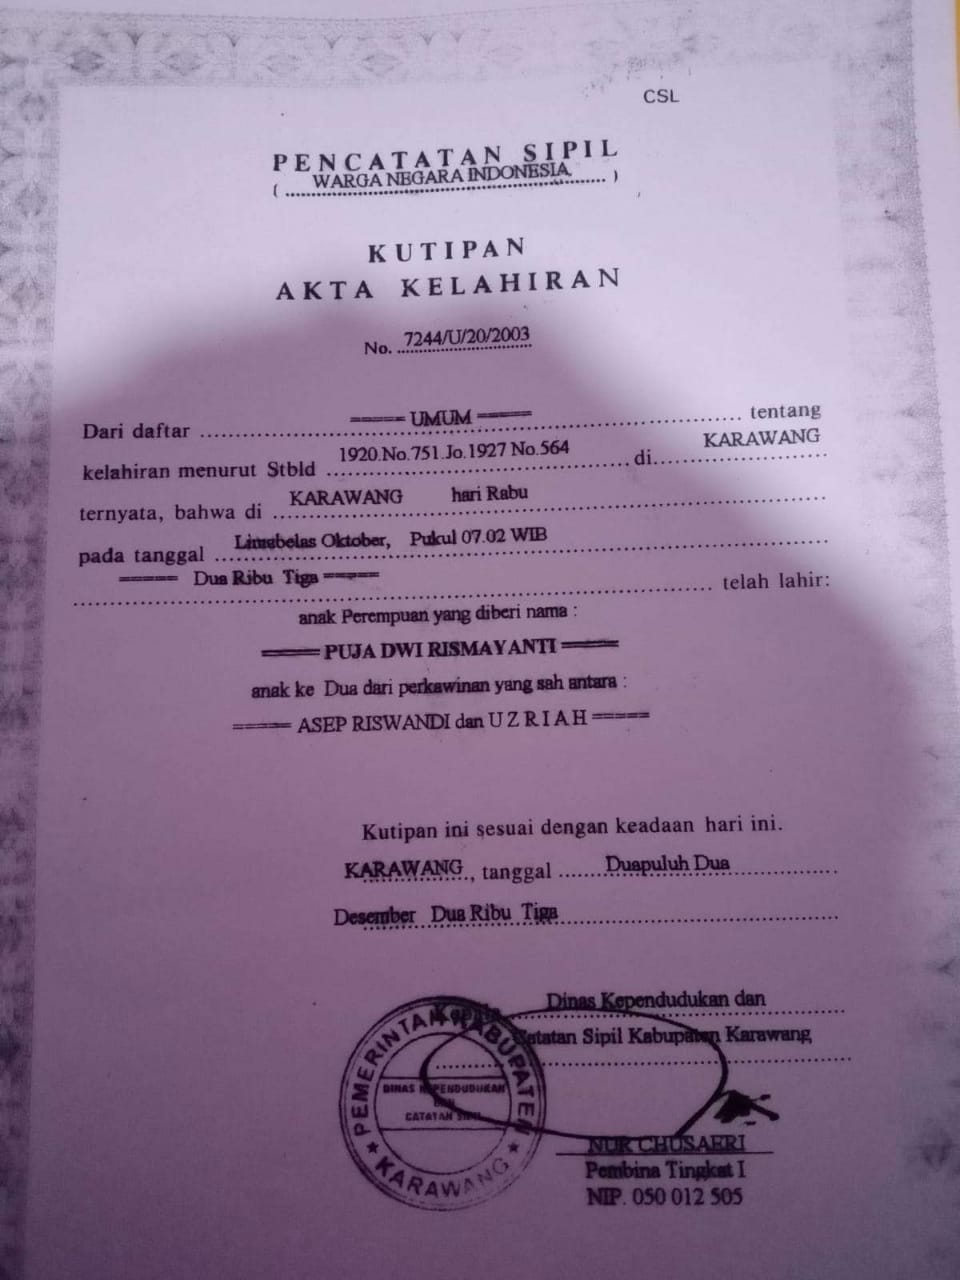 CSL
PENCATATAN SIPIL
( WARGA NEGARA INDONESIA. )
KUTIPAN
AKTA KELAHIRAN
No. 7244/U/20/2003
Dari daftar ===== UMUM ===== tentang
kelahiran menurut Stbld 1920.No.751.Jo.1927 No.564 di KARAWANG
ternyata, bahwa di KARAWANG hari Rabu
pada tanggal Limabelas Oktober, Pukul 07.02 WIB
===== Dua Ribu Tiga ===== telah lahir:
anak Perempuan yang diberi nama :
===== PUJA DWI RISMAYANTI =====
anak ke Dua dari perkawinan yang sah antara :
===== ASEP RISWANDI dan U Z R I A H =====
Kutipan ini sesuai dengan keadaan hari ini.
KARAWANG, tanggal Duapuluh Dua
Desember Dua Ribu Tiga
Kepala Dinas Kependudukan dan
Catatan Sipil Kabupaten Karawang
PEMERINTAH KABUPATEN
DINAS KEPENDUDUKAN
DAN
CATATAN SIPIL
KARAWANG
NUR CHUSAERI
Pembina Tingkat I
NIP. 050 012 505